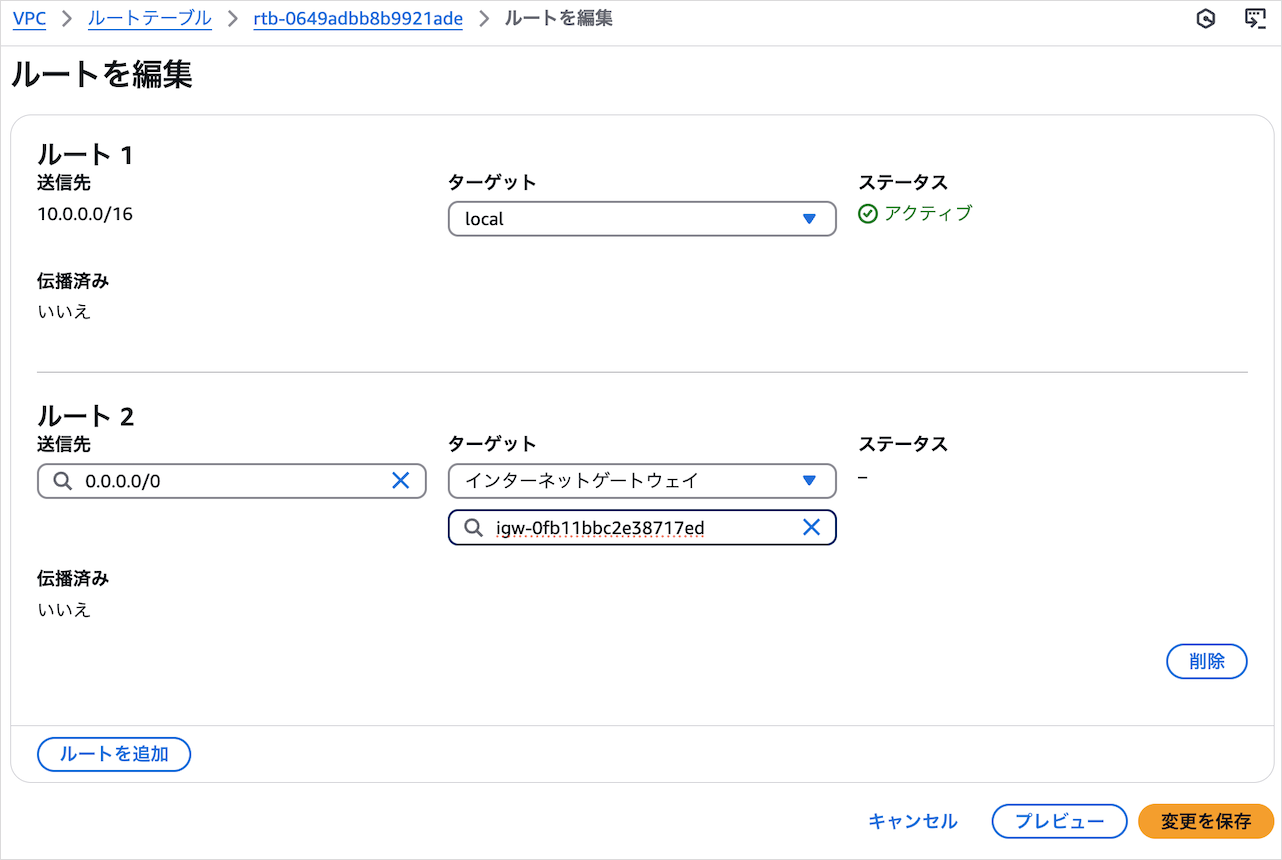 VPC > ルートテーブル > rtb-0649adbb8b9921ade > ルートを編集
ルートを編集
ルート 1
送信先 ターゲット ステータス
10.0.0.0/16 local アクティブ
伝播済み
いいえ
ルート 2
送信先 ターゲット ステータス
0.0.0.0/0 インターネットゲートウェイ –
igw-0fb11bbc2e38717ed
伝播済み
いいえ
削除
ルートを追加
キャンセル プレビュー 変更を保存